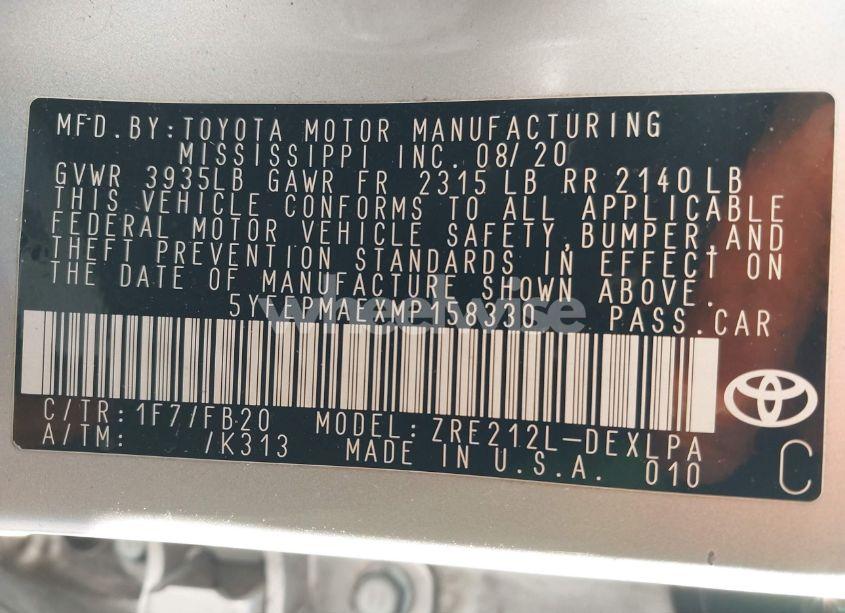 MFD.BY:TOYOTA MOTOR MANUFACTURING
MISSISSIPPI INC. 08/20
GVWR 3935LB GAWR FR 2315 LB RR 2140 LB
THIS VEHICLE CONFORMS TO ALL APPLICABLE
FEDERAL MOTOR VEHICLE SAFETY,BUMPER,AND
THEFT PREVENTION STANDARDS IN EFFECT ON
THE DATE OF MANUFACTURE SHOWN ABOVE.
5YFEPMAEXMP158330 PASS.CAR
wheelwise
C/TR: 1F7/FB20 MODEL: ZRE212L-DEXLPA
A/TM: /K313 MADE IN U.S.A. 010
C